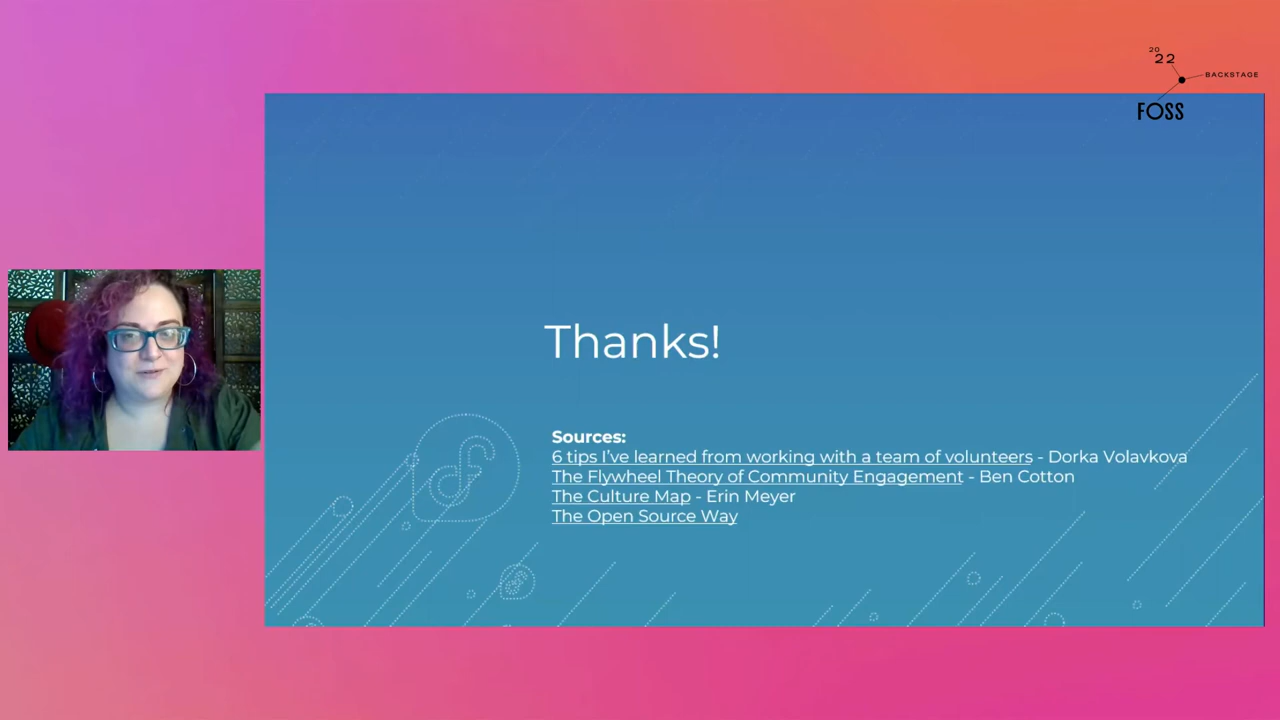 20
22
BACKSTAGE
FOSS
Thanks!
Sources:
6 tips I've learned from working with a team of volunteers - Dorka Volavkova
The Flywheel Theory of Community Engagement - Ben Cotton
The Culture Map - Erin Meyer
The Open Source Way